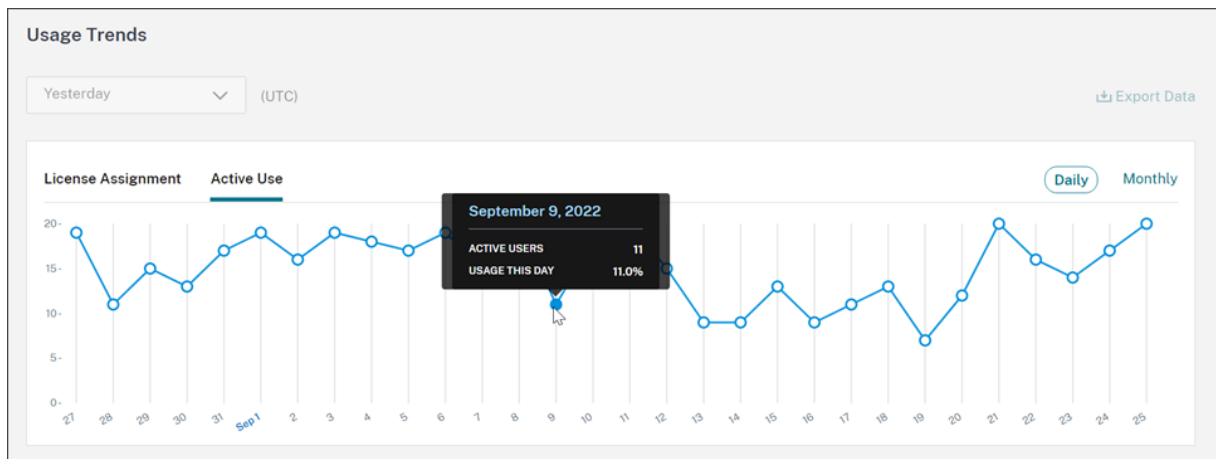 Usage Trends
Yesterday (UTC) Export Data
License Assignment Active Use Daily Monthly
September 9, 2022
ACTIVE USERS 11
USAGE THIS DAY 11.0%
20-
15-
10-
5-
0-
27 28 29 30 31 Sep 1 2 3 4 5 6 7 8 9 10 11 12 13 14 15 16 17 18 19 20 21 22 23 24 25